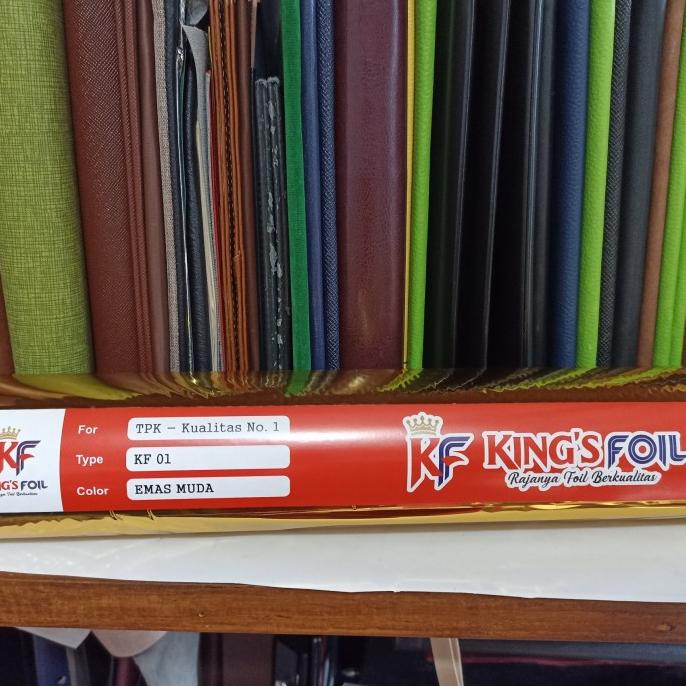 KF
NG'S FOIL
For TPK - Kualitas No. 1
Type KF 01
Color EMAS MUDA
KF KING'S FOIL
Rajanya Foil Berkualitas